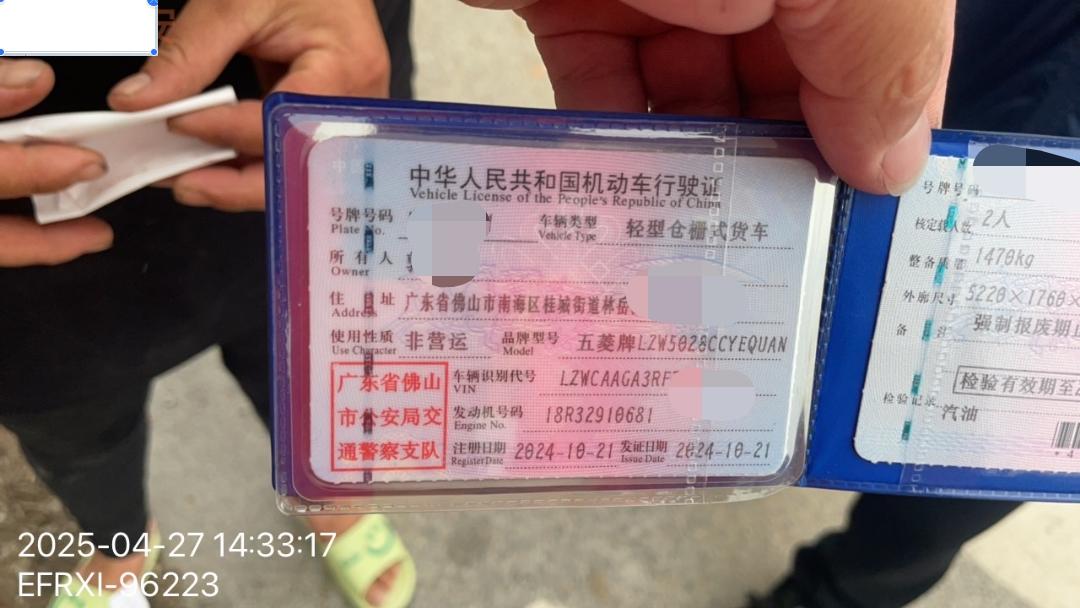 中华人民共和国机动车行驶证
Vehicle License of the People's Republic of China
号牌号码
Plate No.
车辆类型 轻型仓栅式货车
Vehicle Type
所有人
Owner
住址 广东省佛山市南海区桂城街道林岳
Address
使用性质 非营运 品牌型号 五菱牌LZW5028CCYEQUAN
Use Character Model
广东省佛山
市公安局交
通警察支队
车辆识别代号 LZWCAAGA3RF
VIN
发动机号码 18R32910681
Engine No.
注册日期 2024-10-21 发证日期 2024-10-21
Register Date Issue Date
号牌号码
核定载人数 2人
整备质量 1470kg
外廓尺寸 5220×1760×
备注 强制报废期止
检验有效期至
检验记录
汽油
2025-04-27 14:33:17
EFRXI-96223